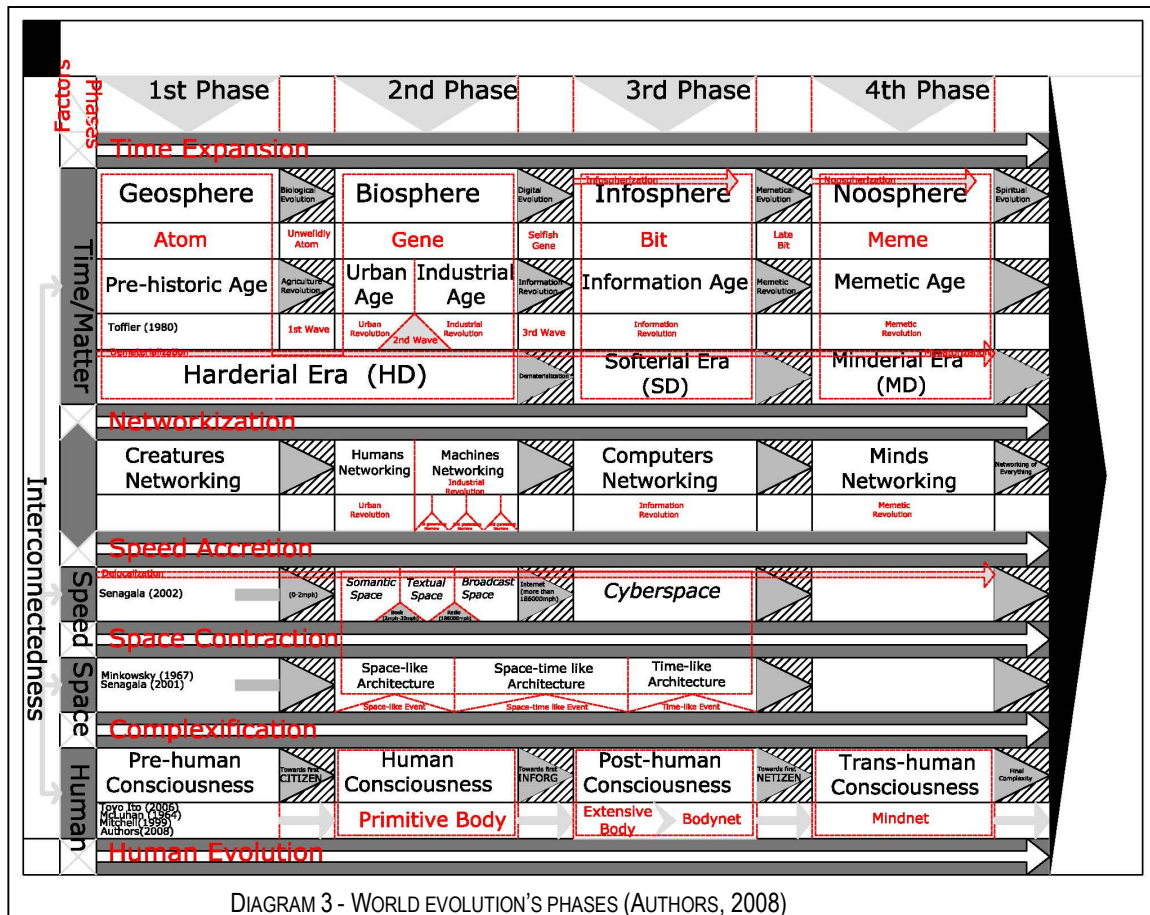 Factors
Phases
1st Phase
2nd Phase
3rd Phase
4th Phase
Time Expansion
Time/Matter
Geosphere
Biological Evolution
Biosphere
Digital Evolution
Infospherization
Infosphere
Memetical Evolution
Noospherization
Noosphere
Spiritual Evolution
Atom
Unwelidly Atom
Gene
Selfish Gene
Bit
Late Bit
Meme
Pre-historic Age
Agriculture Revolution
Urban Age
Industrial Age
Information Revolution
Information Age
Memetic Revolution
Memetic Age
Toffler (1980)
1st Wave
Urban Revolution
2nd Wave
Industrial Revolution
3rd Wave
Information Revolution
Memetic Revolution
Dematerialization
Harderial Era (HD)
Dematerialization
Softerial Era (SD)
Minderial Era (MD)
Networkization
Interconnectedness
Creatures Networking
Humans Networking
Machines Networking
Industrial Revolution
Computers Networking
Minds Networking
Networking of Everything
Urban Revolution
Information Revolution
Memetic Revolution
Speed Accretion
Speed
Delocalization
Senagala (2002)
(0-2mph)
Somantic Space
Textual Space
Broadcast Space
Book (2mph-30mph)
Radio (186000mph)
Internet (more than 186000mph)
Cyberspace
Space Contraction
Space
Minkowsky (1967)
Senagala (2001)
Space-like Architecture
Space-time like Architecture
Time-like Architecture
Space-like Event
Space-time like Event
Time-like Event
Complexification
Human
Pre-human Consciousness
Towards first CITIZEN
Human Consciousness
Towards first INFORG
Post-human Consciousness
Towards first NETIZEN
Trans-human Consciousness
Final Complexity
Toyo Ito (2006)
McLuhan (1964)
Mitchell(1999)
Authors(2008)
Primitive Body
Extensive Body
Bodynet
Mindnet
Human Evolution
DIAGRAM 3 - WORLD EVOLUTION'S PHASES (AUTHORS, 2008)